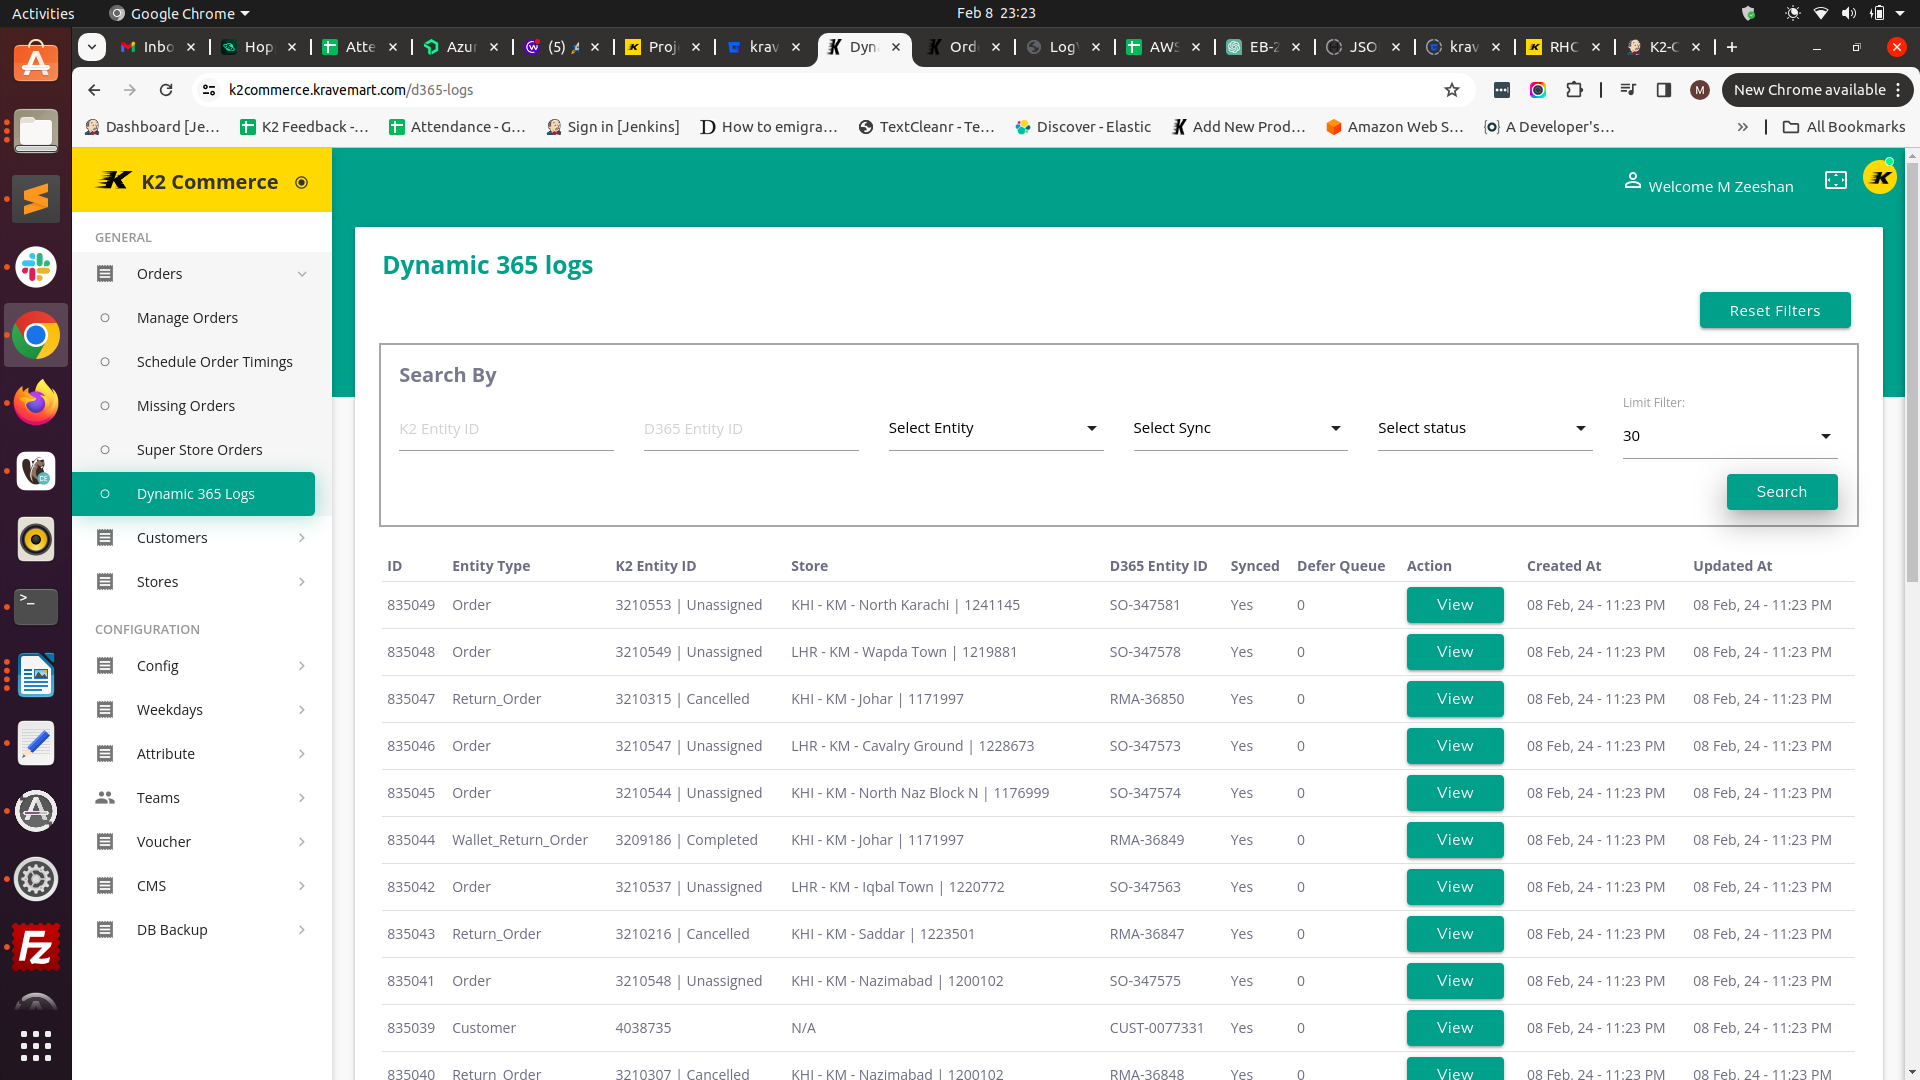 Activities
Google Chrome
Feb 8 23:23
Inbo
Hop
Atte
Azur
(5)
Proj
krav
Dyn
Ord
Log
AWS
EB-2
JSO
krav
RHC
K2-C
k2commerce.kravemart.com/d365-logs
M
New Chrome available
Dashboard [Je...
K2 Feedback -...
Attendance - G...
Sign in [Jenkins]
How to emigra...
TextCleanr - Te...
Discover - Elastic
Add New Prod...
Amazon Web S...
A Developer's...
All Bookmarks
K2 Commerce
Welcome M Zeeshan
GENERAL
Orders
Manage Orders
Schedule Order Timings
Missing Orders
Super Store Orders
Dynamic 365 Logs
Customers
Stores
CONFIGURATION
Config
Weekdays
Attribute
Teams
Voucher
CMS
DB Backup
Dynamic 365 logs
Reset Filters
Search By
K2 Entity ID
D365 Entity ID
Select Entity
Select Sync
Select status
Limit Filter:
30
Search
ID Entity Type K2 Entity ID Store D365 Entity ID Synced Defer Queue Action Created At Updated At
835049 Order 3210553 | Unassigned KHI - KM - North Karachi | 1241145 SO-347581 Yes 0 View 08 Feb, 24 - 11:23 PM 08 Feb, 24 - 11:23 PM
835048 Order 3210549 | Unassigned LHR - KM - Wapda Town | 1219881 SO-347578 Yes 0 View 08 Feb, 24 - 11:23 PM 08 Feb, 24 - 11:23 PM
835047 Return_Order 3210315 | Cancelled KHI - KM - Johar | 1171997 RMA-36850 Yes 0 View 08 Feb, 24 - 11:23 PM 08 Feb, 24 - 11:23 PM
835046 Order 3210547 | Unassigned LHR - KM - Cavalry Ground | 1228673 SO-347573 Yes 0 View 08 Feb, 24 - 11:23 PM 08 Feb, 24 - 11:23 PM
835045 Order 3210544 | Unassigned KHI - KM - North Naz Block N | 1176999 SO-347574 Yes 0 View 08 Feb, 24 - 11:23 PM 08 Feb, 24 - 11:23 PM
835044 Wallet_Return_Order 3209186 | Completed KHI - KM - Johar | 1171997 RMA-36849 Yes 0 View 08 Feb, 24 - 11:23 PM 08 Feb, 24 - 11:23 PM
835042 Order 3210537 | Unassigned LHR - KM - Iqbal Town | 1220772 SO-347563 Yes 0 View 08 Feb, 24 - 11:23 PM 08 Feb, 24 - 11:23 PM
835043 Return_Order 3210216 | Cancelled KHI - KM - Saddar | 1223501 RMA-36847 Yes 0 View 08 Feb, 24 - 11:23 PM 08 Feb, 24 - 11:23 PM
835041 Order 3210548 | Unassigned KHI - KM - Nazimabad | 1200102 SO-347575 Yes 0 View 08 Feb, 24 - 11:23 PM 08 Feb, 24 - 11:23 PM
835039 Customer 4038735 N/A CUST-0077331 Yes 0 View 08 Feb, 24 - 11:23 PM 08 Feb, 24 - 11:23 PM
835040 Return_Order 3210307 | Cancelled KHI - KM - Nazimabad | 1200102 RMA-36848 Yes 0 View 08 Feb, 24 - 11:23 PM 08 Feb, 24 - 11:23 PM